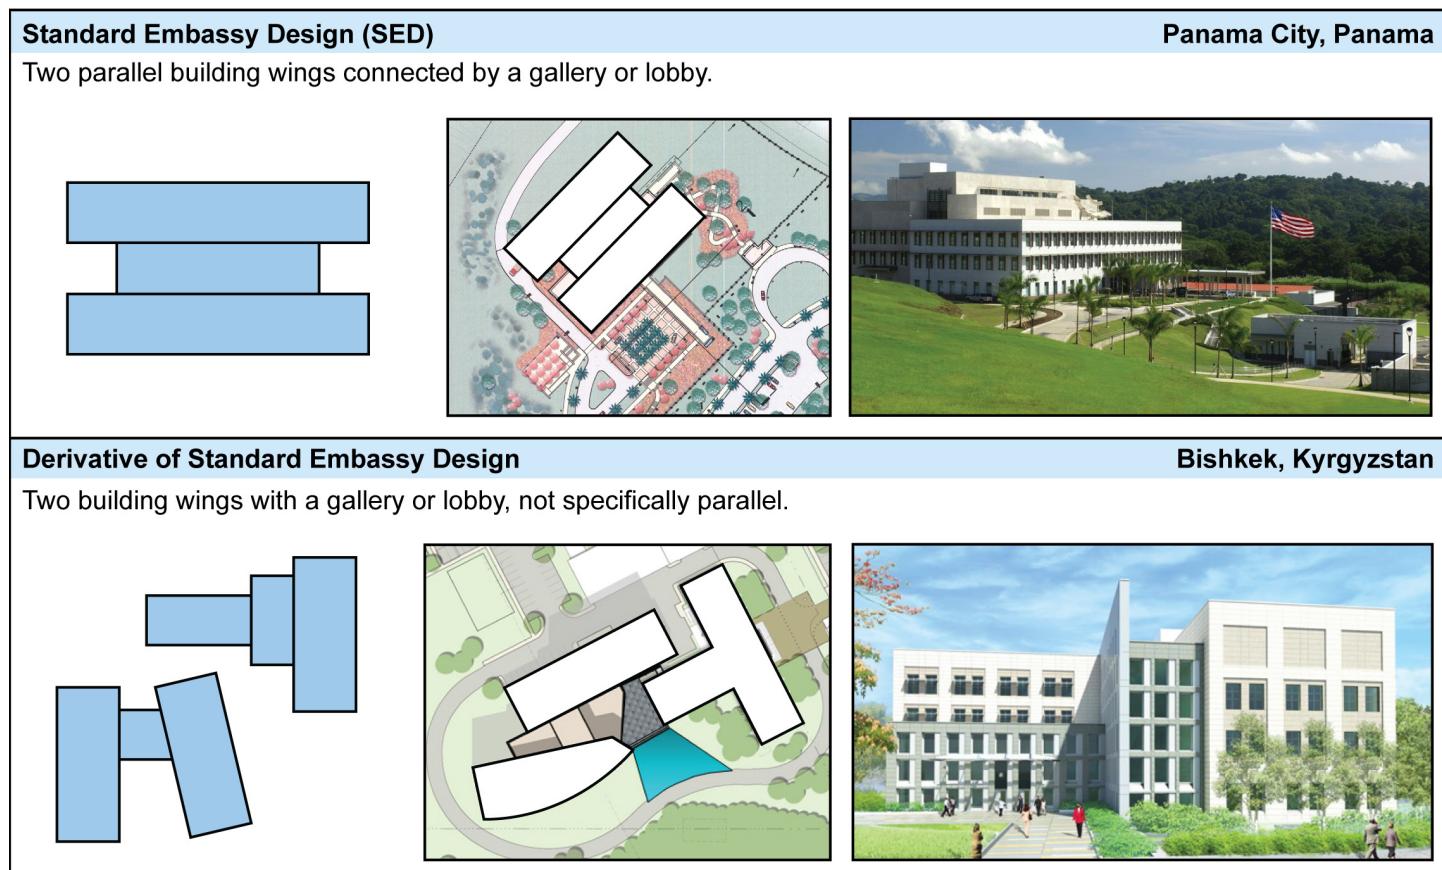 Standard Embassy Design (SED) Panama City, Panama
Two parallel building wings connected by a gallery or lobby.
Derivative of Standard Embassy Design Bishkek, Kyrgyzstan
Two building wings with a gallery or lobby, not specifically parallel.